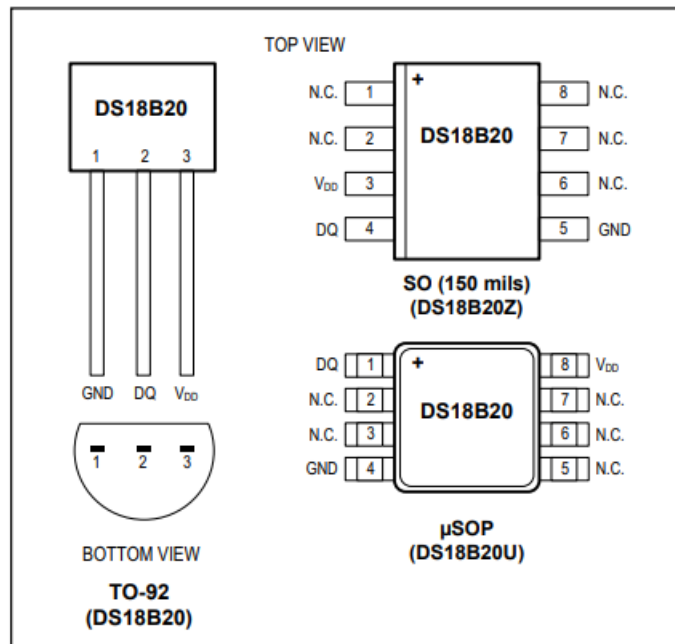 TOP VIEW
DS18B20
1 2 3
GND DQ VDD
1 2 3
BOTTOM VIEW
TO-92
(DS18B20)
+
N.C. 1 8 N.C.
N.C. 2 DS18B20 7 N.C.
VDD 3 6 N.C.
DQ 4 5 GND
SO (150 mils)
(DS18B20Z)
DQ 1 + 8 VDD
N.C. 2 DS18B20 7 N.C.
N.C. 3 6 N.C.
GND 4 5 N.C.
µSOP
(DS18B20U)